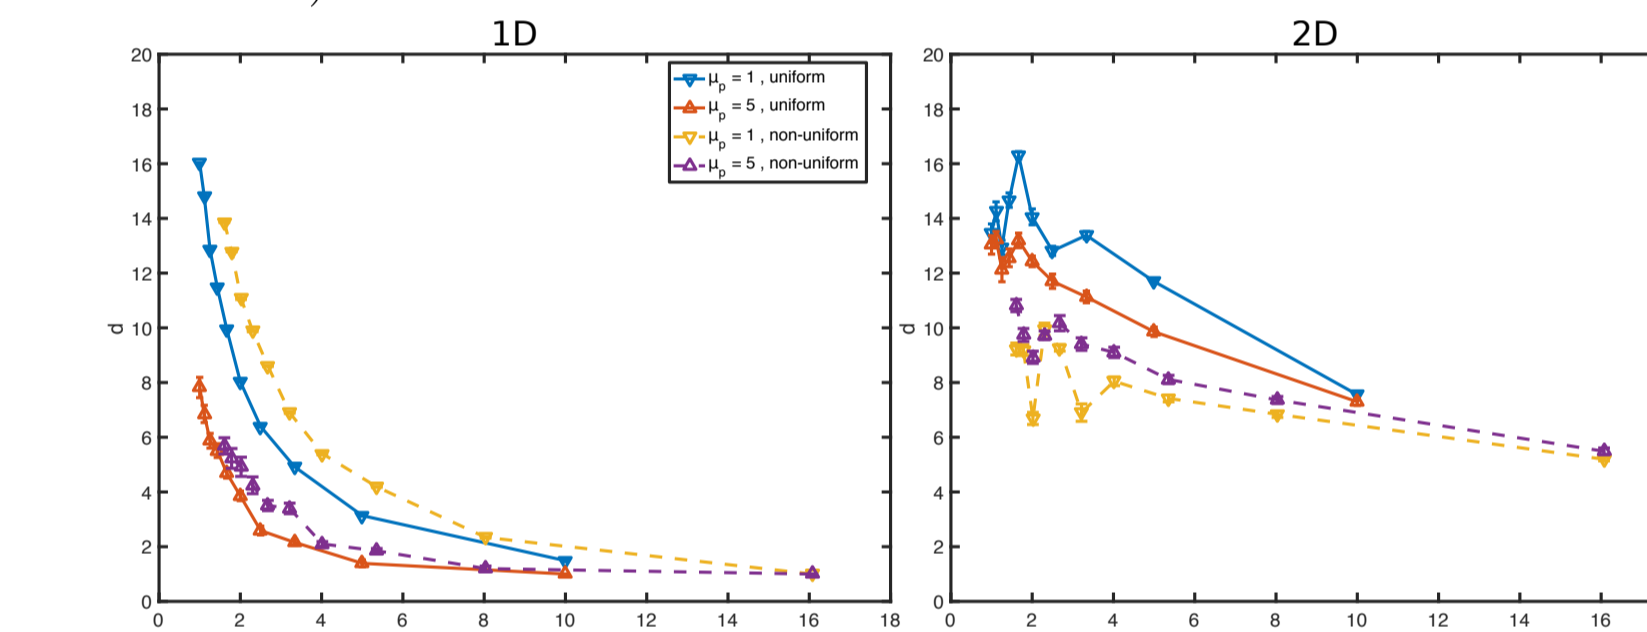 )
1D
2D
20
18
16
14
12
10
8
6
4
2
0
d
μp = 1 , uniform
μp = 5 , uniform
μp = 1 , non-uniform
μp = 5 , non-uniform
0 2 4 6 8 10 12 14 16 18
20
18
16
14
12
10
8
6
4
2
0
d
0 2 4 6 8 10 12 14 16